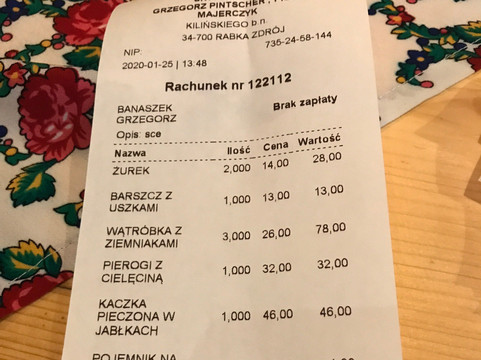 GRZEGORZ PINTSCHER
MAJERCZYK
KILIŃSKIEGO b.n.
34-700 RABKA ZDRÓJ
NIP: 735-24-58-144
2020-01-25 | 13:48
Rachunek nr 122112
BANASZEK Brak zapłaty
GRZEGORZ
Opis: sce
Nazwa Ilość Cena Wartość
ŻUREK 2,000 14,00 28,00
BARSZCZ Z 1,000 13,00 13,00
USZKAMI
WĄTRÓBKA Z 3,000 26,00 78,00
ZIEMNIAKAMI
PIEROGI Z 1,000 32,00 32,00
CIELĘCINĄ
KACZKA
PIECZONA W 1,000 46,00 46,00
JABŁKACH
POJEMNIK NA